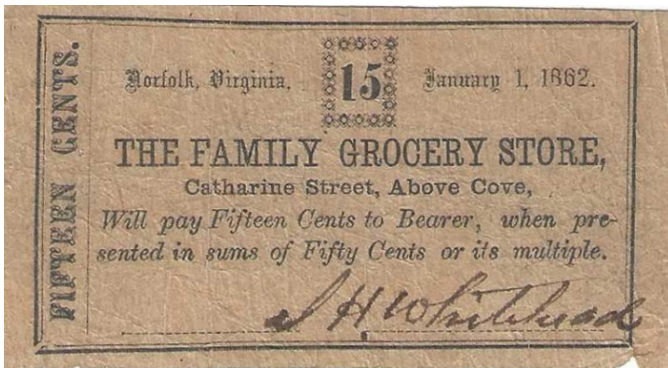 FIFTEEN CENTS.
Norfolk, Virginia. 15 January 1, 1862.
THE FAMILY GROCERY STORE,
Catharine Street, Above Cove,
Will pay Fifteen Cents to Bearer, when pre-
sented in sums of Fifty Cents or its multiple.
H. Whitehead